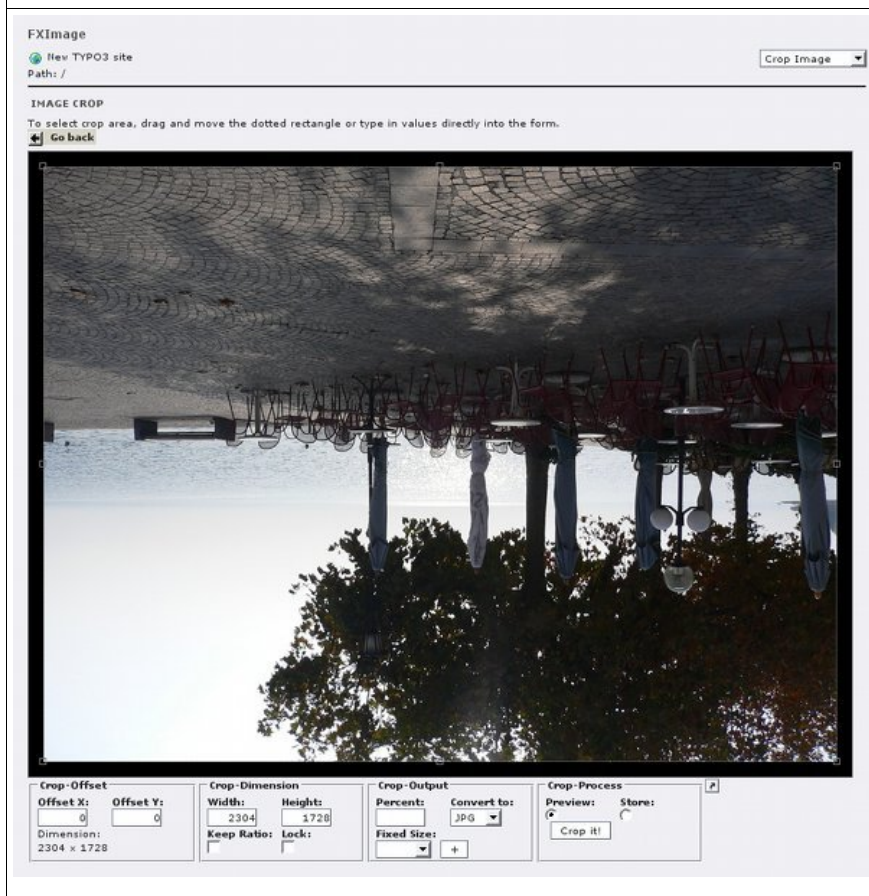 FXImage
New TYPO3 site
Crop Image
Path: /
IMAGE CROP
To select crop area, drag and move the dotted rectangle or type in values directly into the form.
Go back
Crop-Offset
Offset X: Offset Y:
0 0
Dimension:
2304 x 1728
Crop-Dimension
Width: Height:
2304 1728
Keep Ratio: Lock:
Crop-Output
Percent: Convert to:
JPG
Fixed Size:
+
Crop-Process
Preview: Store:
Crop it!